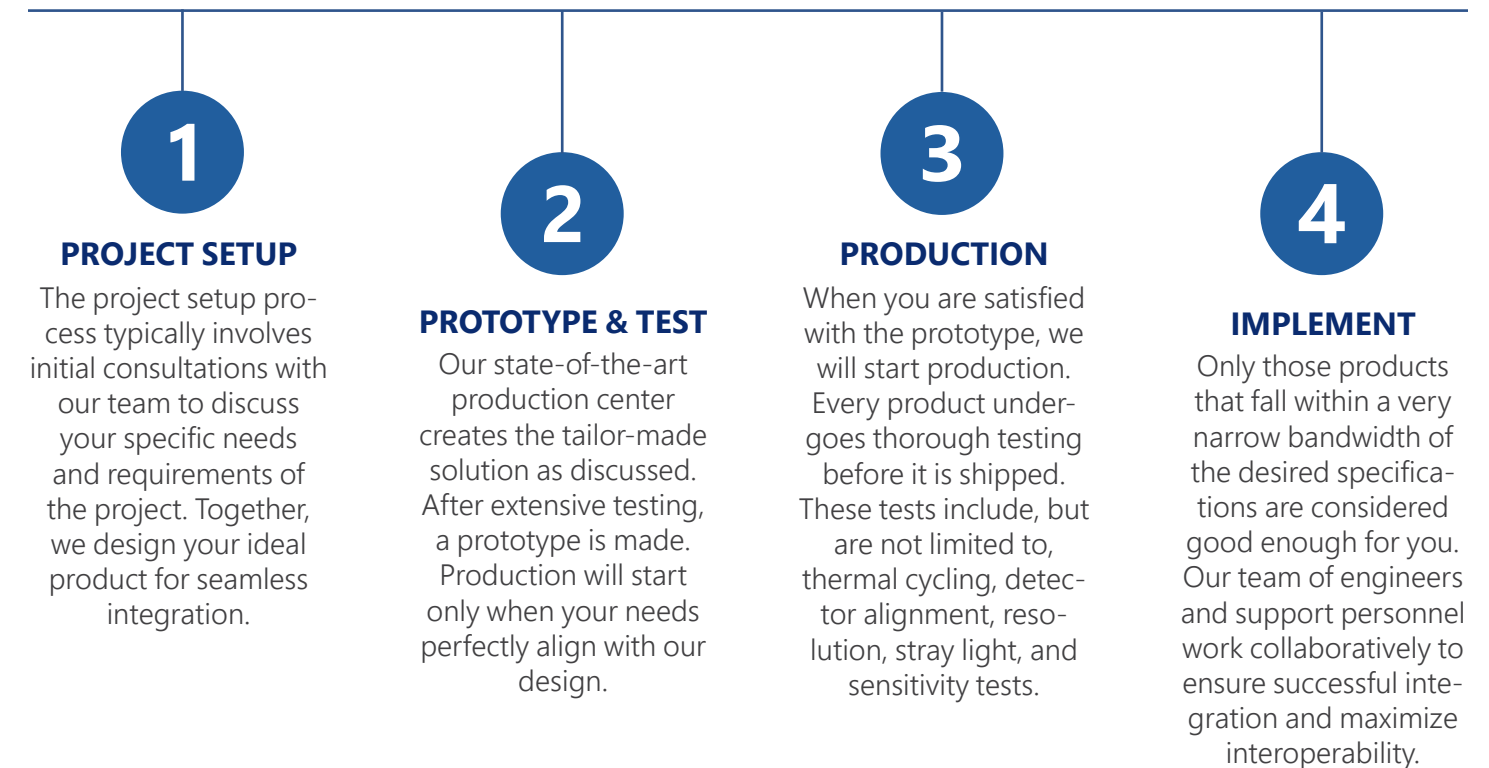 1
PROJECT SETUP
The project setup pro-
cess typically involves
initial consultations with
our team to discuss
your specific needs
and requirements of
the project. Together,
we design your ideal
product for seamless
integration.
2
PROTOTYPE & TEST
Our state-of-the-art
production center
creates the tailor-made
solution as discussed.
After extensive testing,
a prototype is made.
Production will start
only when your needs
perfectly align with our
design.
3
PRODUCTION
When you are satisfied
with the prototype, we
will start production.
Every product under-
goes thorough testing
before it is shipped.
These tests include, but
are not limited to,
thermal cycling, detec-
tor alignment, reso-
lution, stray light, and
sensitivity tests.
4
IMPLEMENT
Only those products
that fall within a very
narrow bandwidth of
the desired specifica-
tions are considered
good enough for you.
Our team of engineers
and support personnel
work collaboratively to
ensure successful inte-
gration and maximize
interoperability.